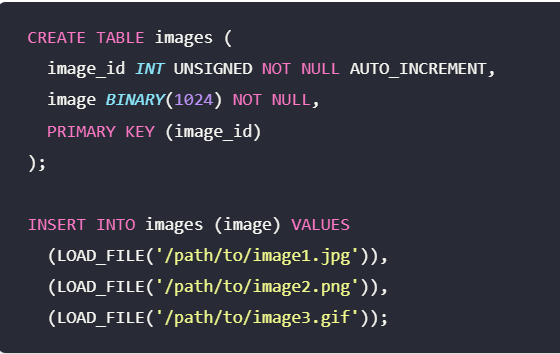 CREATE TABLE images (
  image_id INT UNSIGNED NOT NULL AUTO_INCREMENT,
  image BINARY(1024) NOT NULL,
  PRIMARY KEY (image_id)
);

INSERT INTO images (image) VALUES
  (LOAD_FILE('/path/to/image1.jpg')),
  (LOAD_FILE('/path/to/image2.png')),
  (LOAD_FILE('/path/to/image3.gif'));